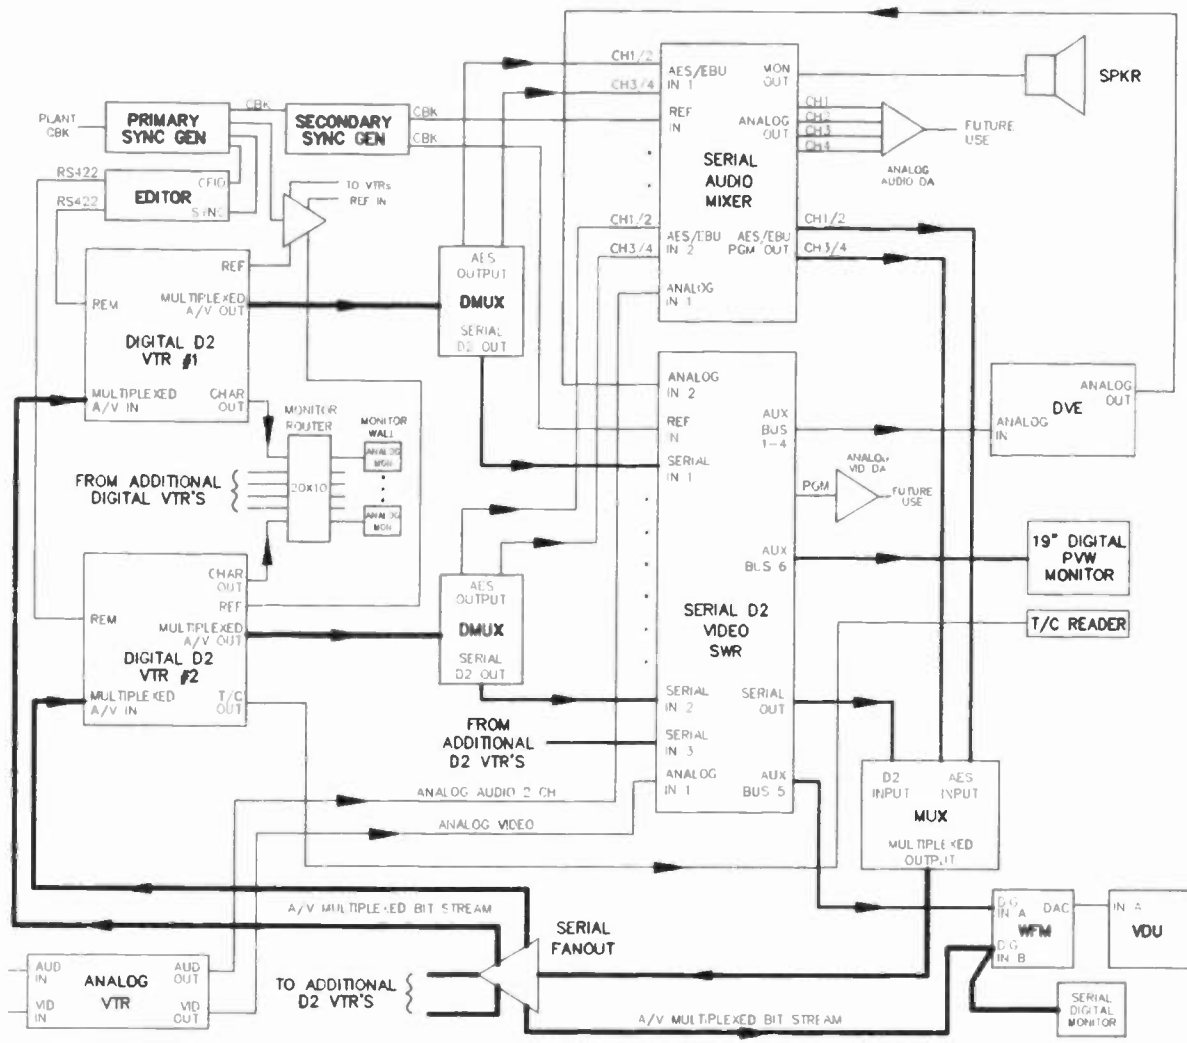 PLANT
CBK
PRIMARY
SYNC GEN
CBK
SECONDARY
SYNC GEN
CBK
CBK
RS422
RS422
EDITOR
CFID
SYNC
TO VTRs
REF IN
REF
REM
MULTIPLEXED
A/V OUT
DIGITAL D2
VTR #1
MULTIPLEXED
A/V IN
CHAR
OUT
MONITOR
ROUTER
20X10
MONITOR
WALL
ANALOG
MON
ANALOG
MON
FROM ADDITIONAL
DIGITAL VTR'S
CHAR
OUT
REF
REM
MULTIPLEXED
A/V OUT
DIGITAL D2
VTR #2
MULTIPLEXED
A/V IN
T/C
OUT
AES
OUTPUT
DMUX
SERIAL
D2 OUT
AES
OUTPUT
DMUX
SERIAL
D2 OUT
CH1/2
CH3/4
CH1/2
CH3/4
AES/EBU
IN 1
REF
IN
MON
OUT
ANALOG
OUT
SERIAL
AUDIO
MIXER
AES/EBU
IN 2
AES/EBU
PGM OUT
ANALOG
IN 1
SPKR
CH1
CH2
CH3
CH4
ANALOG
AUDIO DA
FUTURE
USE
CH1/2
CH3/4
ANALOG
IN 2
REF
IN
SERIAL
IN 1
AUX
BUS
1-4
PGM
ANALOG
VID DA
FUTURE
USE
AUX
BUS 6
SERIAL D2
VIDEO
SWR
SERIAL
IN 2
SERIAL
OUT
SERIAL
IN 3
ANALOG
IN 1
AUX
BUS 5
FROM
ADDITIONAL
D2 VTR'S
ANALOG
OUT
DVE
ANALOG
IN
19" DIGITAL
PVW
MONITOR
T/C READER
D2
INPUT
AES
INPUT
MUX
MULTIPLEXED
OUTPUT
ANALOG AUDIO 2 CH
ANALOG VIDEO
A/V MULTIPLEXED BIT STREAM
SERIAL
FANOUT
TO ADDITIONAL
D2 VTR'S
A/V MULTIPLEXED BIT STREAM
AUD
IN
AUD
OUT
ANALOG
VTR
VID
IN
VID
OUT
DIG
IN A
DAC
WFM
DIG
IN B
IN A
VDU
SERIAL
DIGITAL
MONITOR